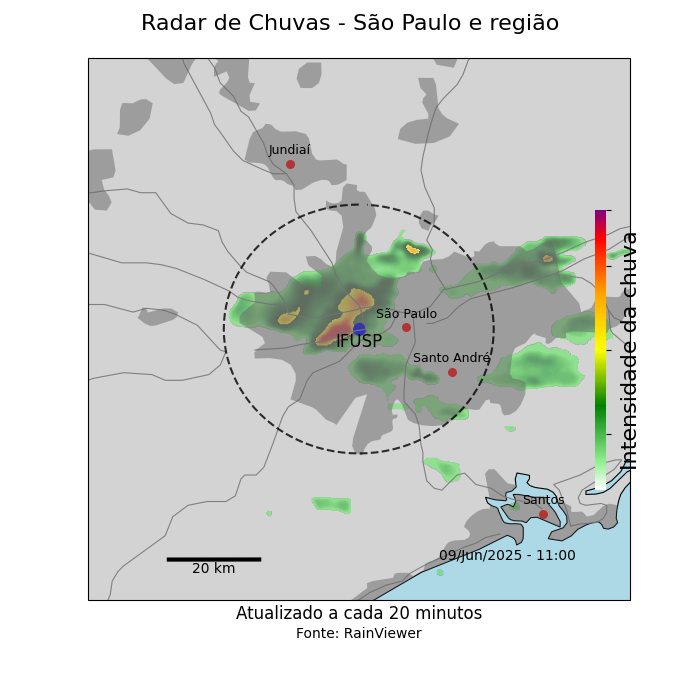 Radar de Chuvas - São Paulo e região
Jundiaí
São Paulo
IFUSP
Santo André
Intensidade da chuva
Santos
09/Jun/2025 - 11:00
20 km
Atualizado a cada 20 minutos
Fonte: RainViewer